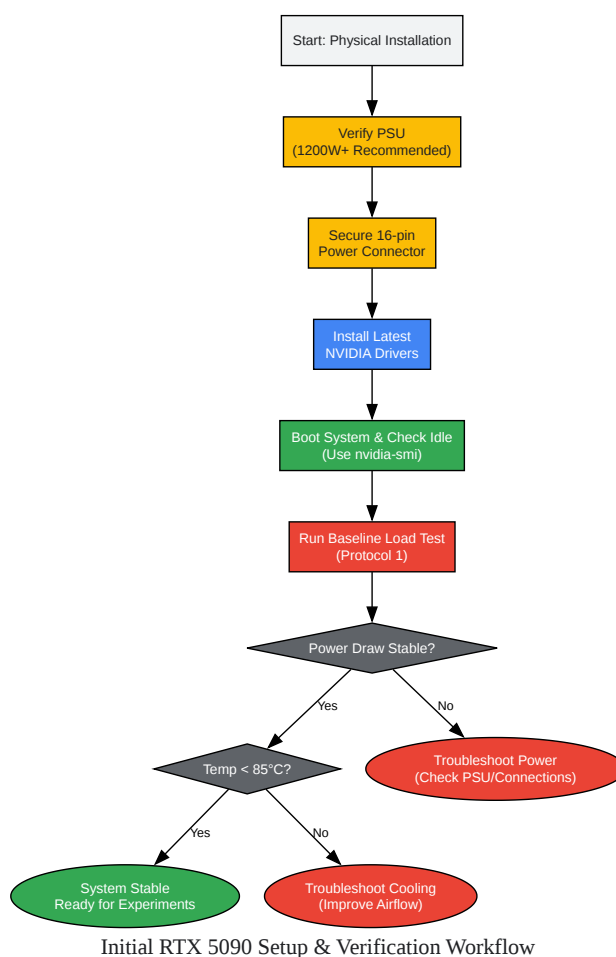 Start: Physical Installation
Verify PSU
(1200W+ Recommended)
Secure 16-pin
Power Connector
Install Latest
NVIDIA Drivers
Boot System & Check Idle
(Use nvidia-smi)
Run Baseline Load Test
(Protocol 1)
Power Draw Stable?
Yes
No
Temp < 85°C?
Troubleshoot Power
(Check PSU/Connections)
Yes
No
System Stable
Ready for Experiments
Troubleshoot Cooling
(Improve Airflow)
Initial RTX 5090 Setup & Verification Workflow